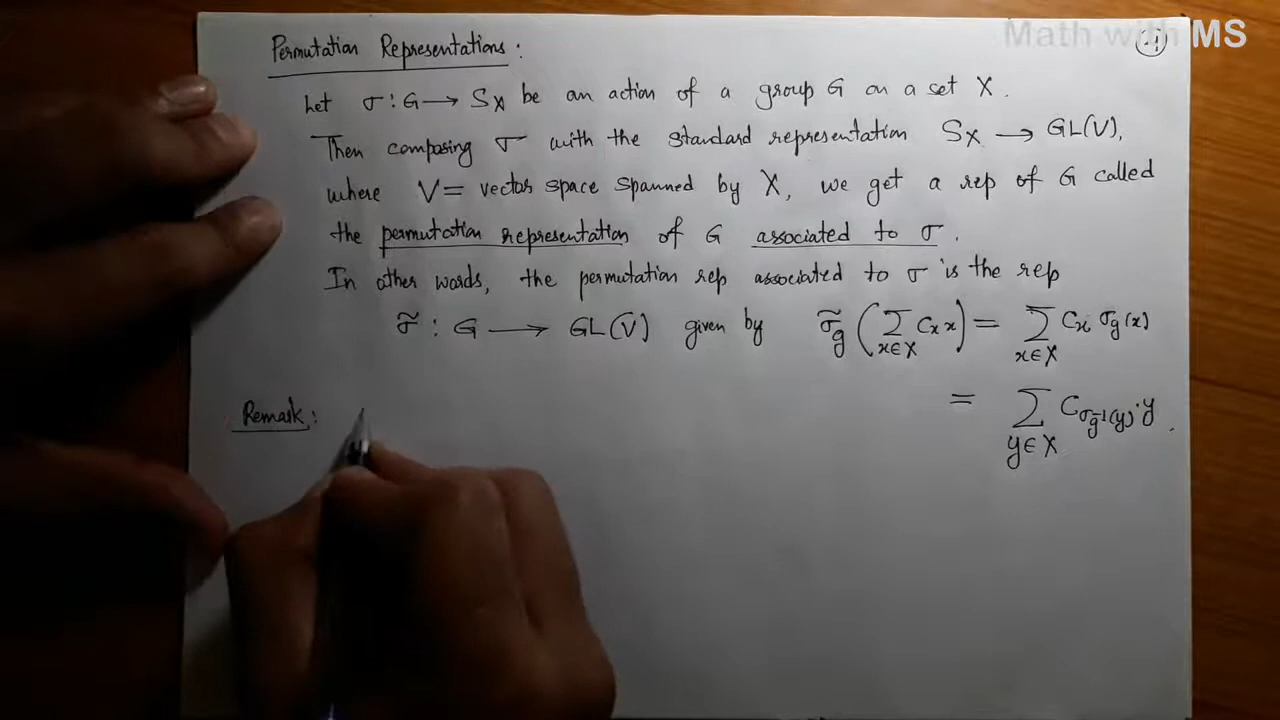 Math with MS
Permutation Representations:
Let σ : G → S_X be an action of a group G on a set X.
Then composing σ with the standard representation S_X → GL(V),
where V = vector space spanned by X, we get a rep of G called
the permutation representation of G associated to σ.
In other words, the permutation rep associated to σ is the rep
σ̃ : G → GL(V) given by σ̃_g (∑_{x∈X} C_x x) = ∑_{x∈X} C_x σ_g(x)
= ∑_{y∈X} C_{σ_g^{-1}(y)} · y.
Remark: